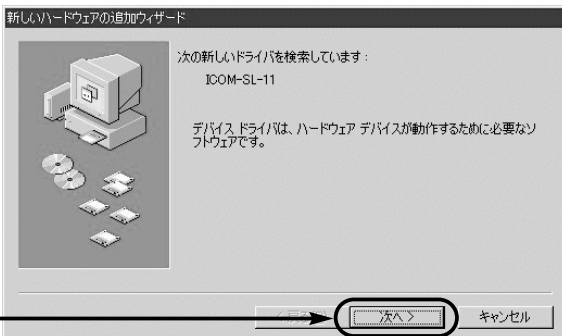 新しいハードウェアの追加ウィザード
次の新しいドライバを検索しています：
ICOM-SL-11
デバイス ドライバは、ハードウェア デバイスが動作するために必要なソ
フトウェアです。
< 戻る(B)
次へ >
キャンセル